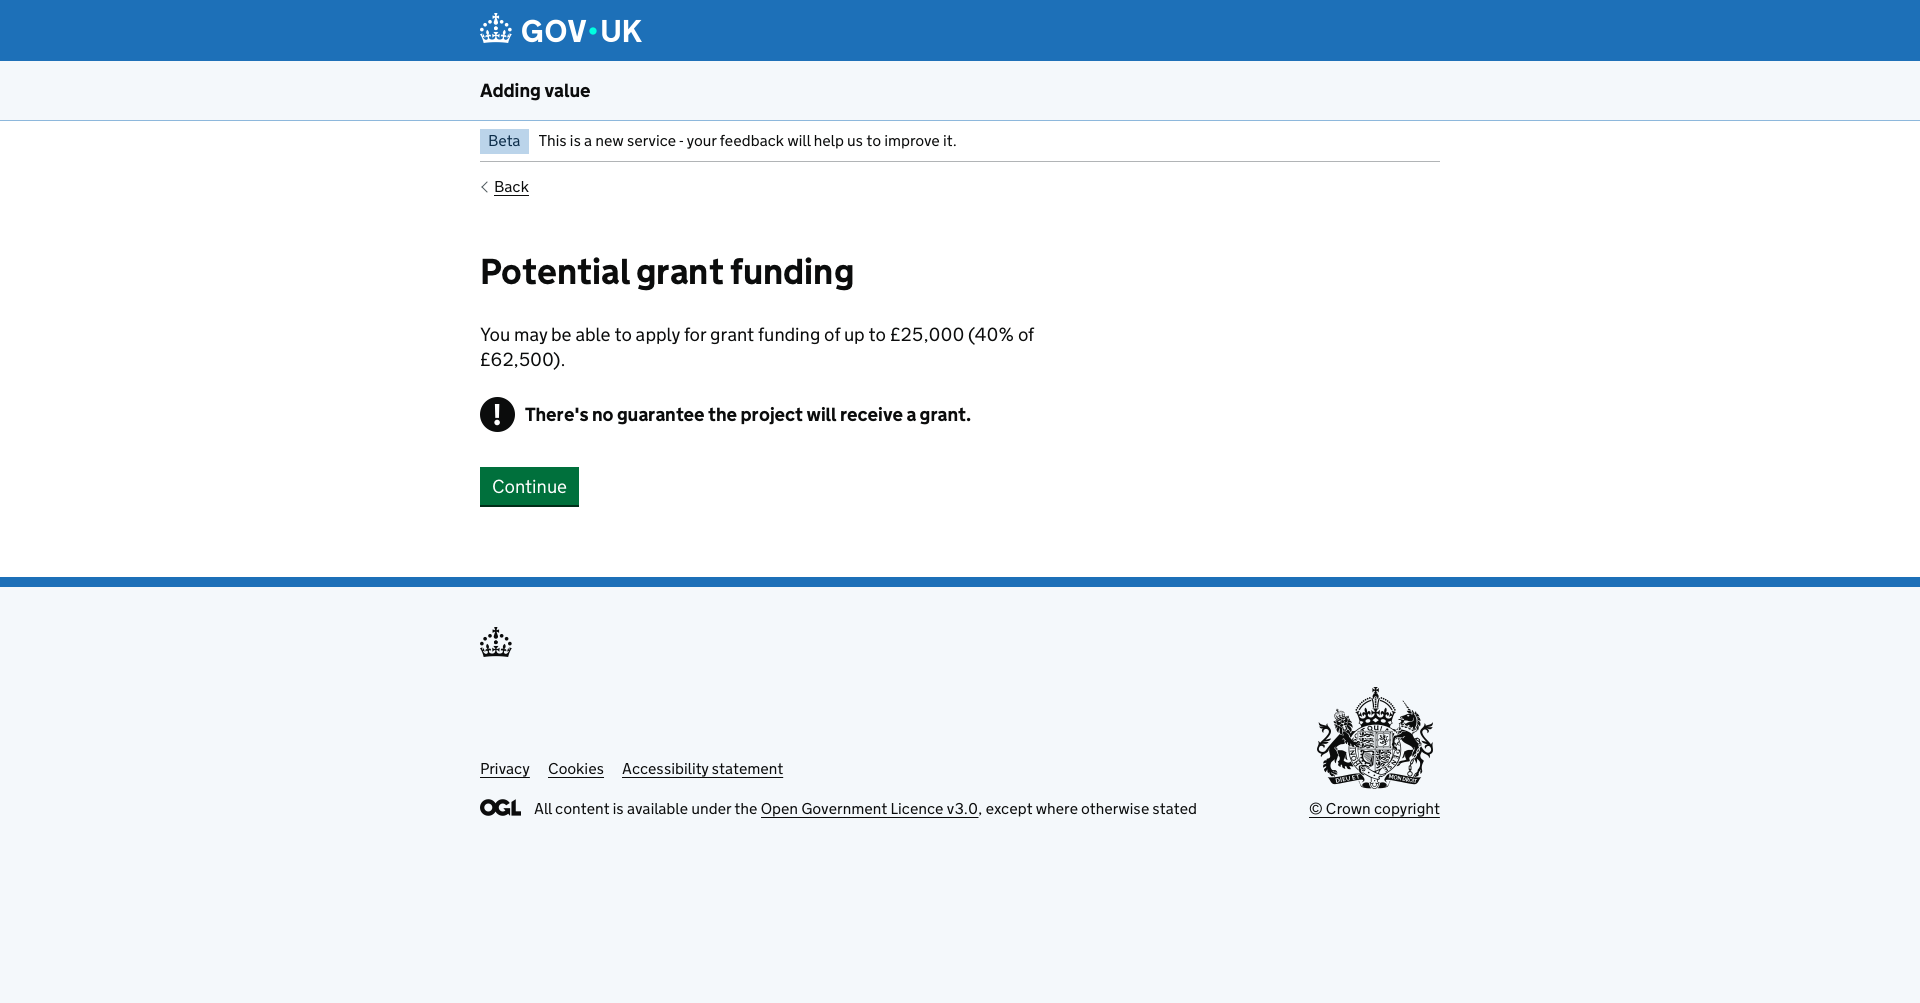 GOV·UK
Adding value
Beta This is a new service - your feedback will help us to improve it.
Back
Potential grant funding
You may be able to apply for grant funding of up to £25,000 (40% of
£62,500).
! There's no guarantee the project will receive a grant.
Continue
Privacy Cookies Accessibility statement
OGL All content is available under the Open Government Licence v3.0, except where otherwise stated
© Crown copyright